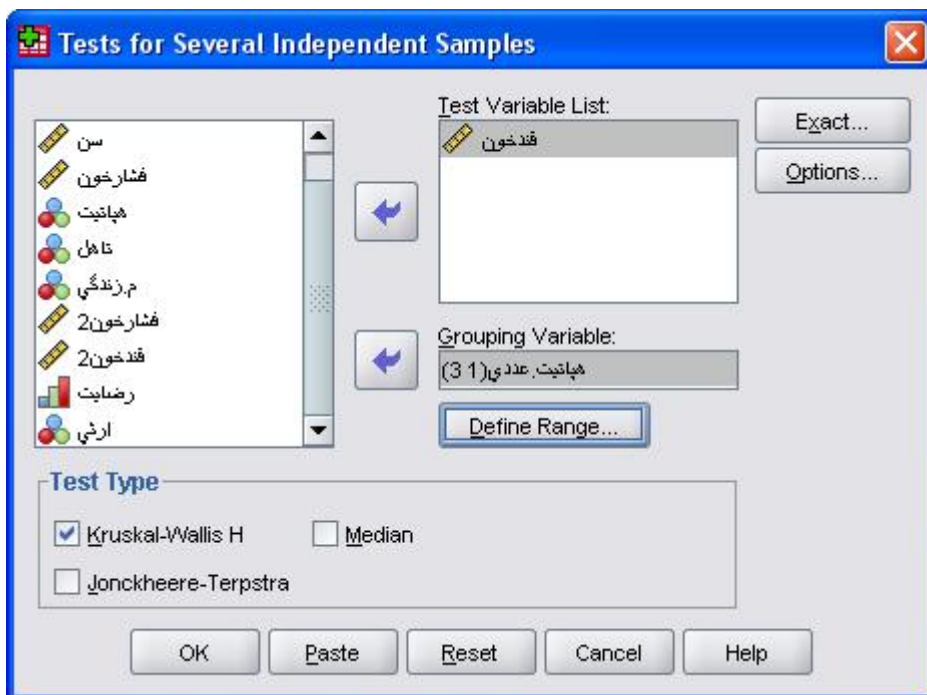 Tests for Several Independent Samples
سن
فشارخون
هپاتيت
تاهل
م.زندگي
فشارخون2
قندخون2
رضايت
ارثي
Test Variable List:
قندخون
Grouping Variable:
هپاتيت.عددي(1 3)
Define Range...
Exact...
Options...
Test Type
Kruskal-Wallis H
Median
Jonckheere-Terpstra
OK
Paste
Reset
Cancel
Help